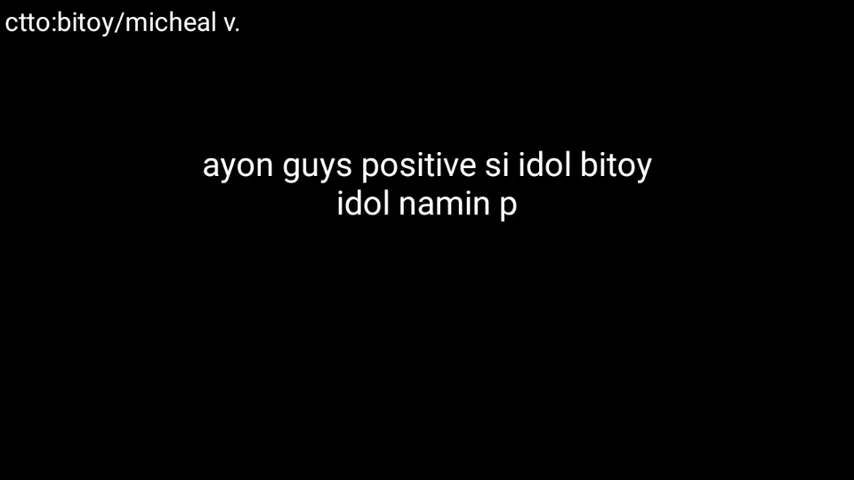 ctto:bitoy/micheal v.
ayon guys positive si idol bitoy
idol namin p